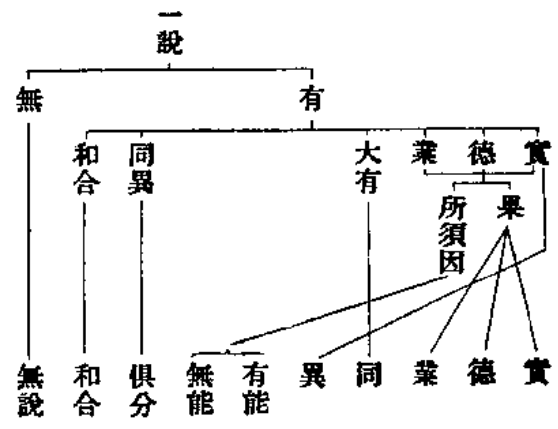 一說
有
無
實
德
業
大有
同異
和合
果
所須因
實
德
業
同
異
有能
無能
俱分
和合
無說